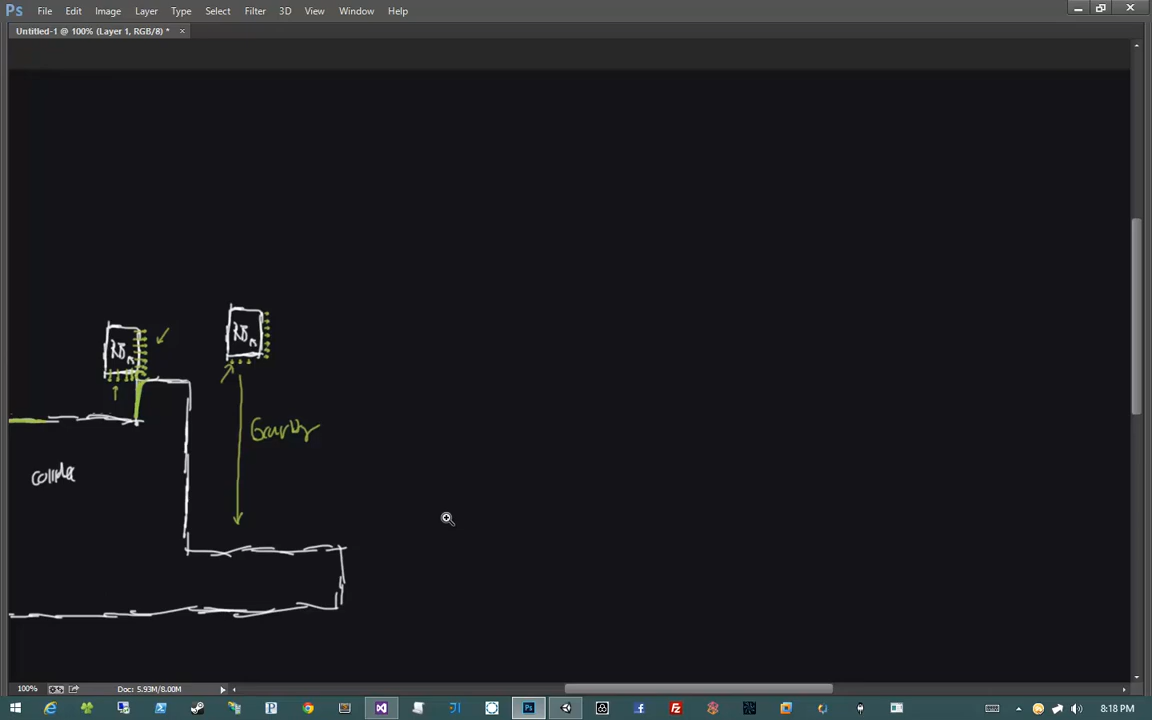 Ps File Edit Image Layer Type Select Filter 3D View Window Help
Untitled-1 @ 100% (Layer 1, RGB/8) *
Gravity
100% Doc: 5.93M/8.00M
8:18 PM